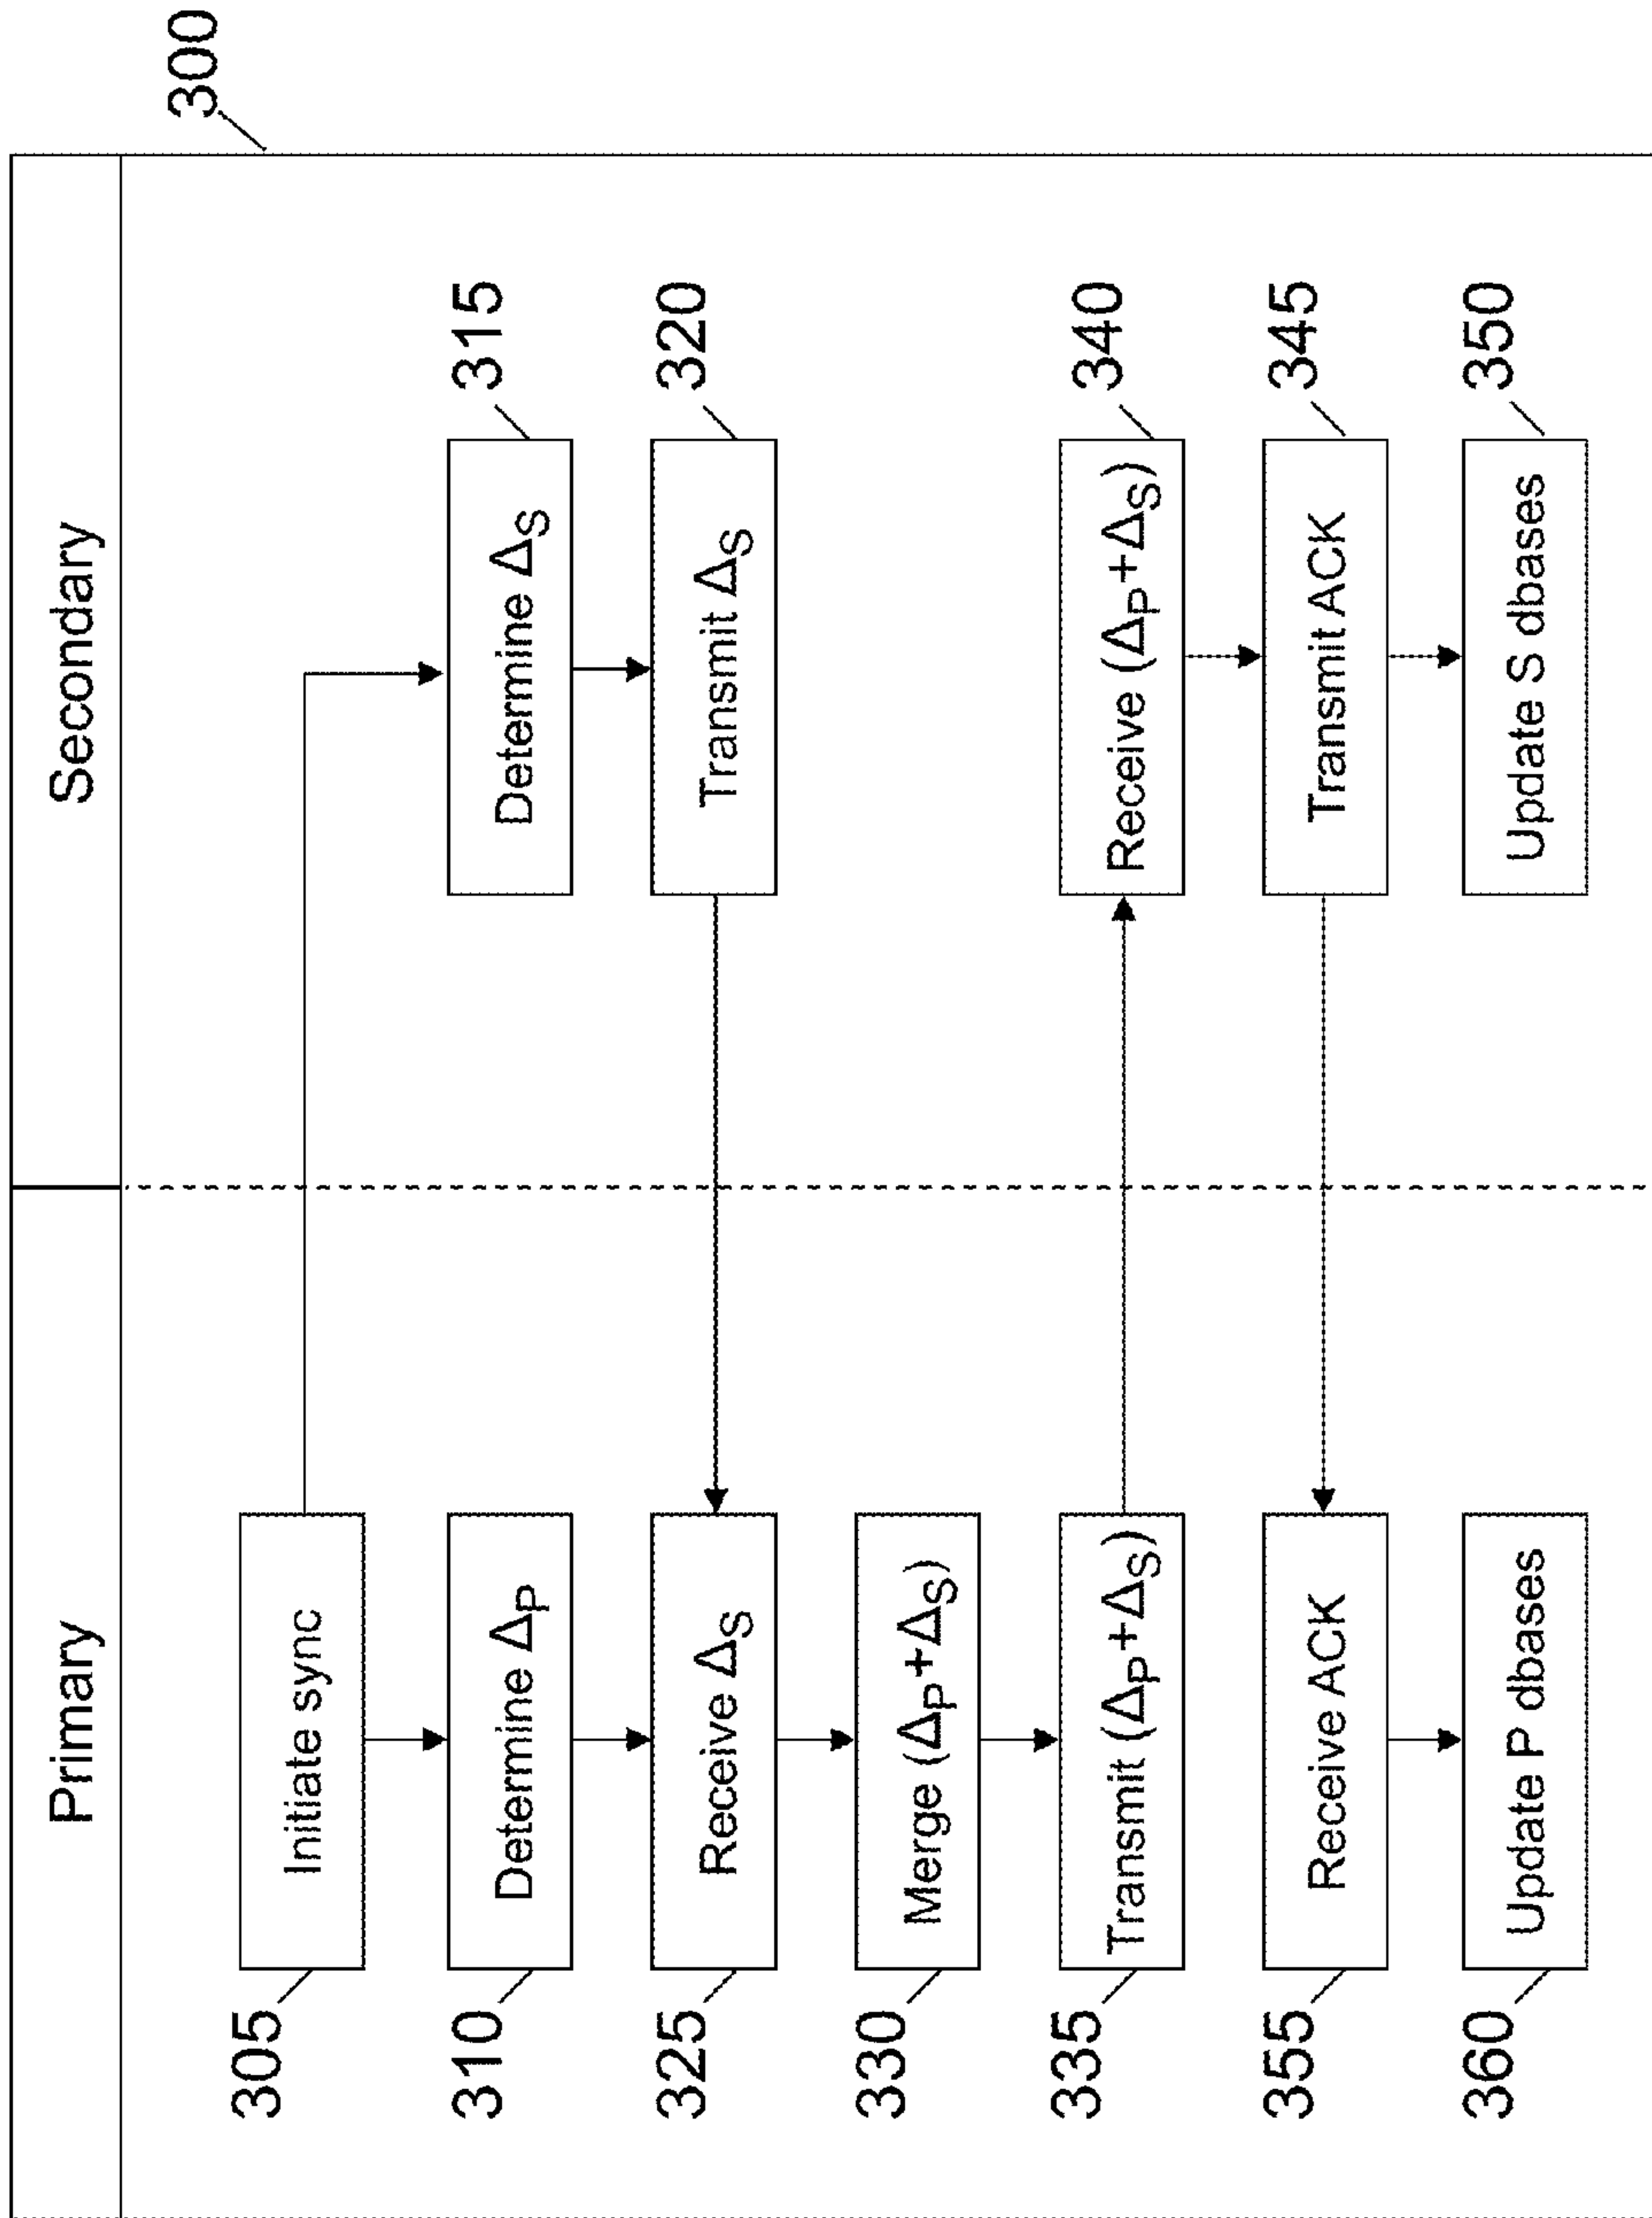 300
Primary
Secondary
305
Initiate sync
310
Determine ΔP
Determine ΔS
315
325
Receive ΔS
Transmit ΔS
320
330
Merge (ΔP+ΔS)
335
Transmit (ΔP+ΔS)
Receive (ΔP+ΔS)
340
355
Receive ACK
Transmit ACK
345
360
Update P dbases
Update S dbases
350